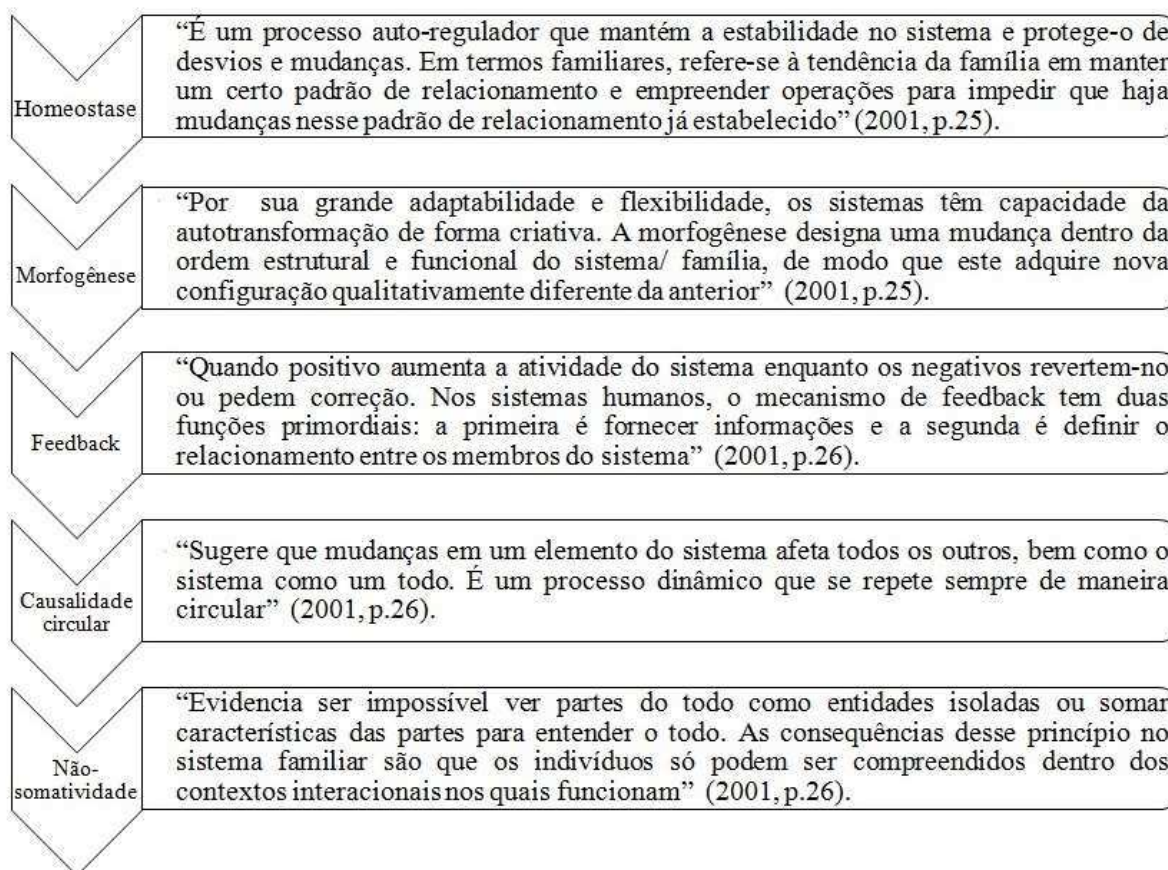 Homeostase
“É um processo auto-regulador que mantém a estabilidade no sistema e protege-o de
desvios e mudanças. Em termos familiares, refere-se à tendência da família em manter
um certo padrão de relacionamento e empreender operações para impedir que haja
mudanças nesse padrão de relacionamento já estabelecido” (2001, p.25).
Morfogênese
“Por sua grande adaptabilidade e flexibilidade, os sistemas têm capacidade da
autotransformação de forma criativa. A morfogênese designa uma mudança dentro da
ordem estrutural e funcional do sistema/ família, de modo que este adquire nova
configuração qualitativamente diferente da anterior” (2001, p.25).
Feedback
“Quando positivo aumenta a atividade do sistema enquanto os negativos revertem-no
ou pedem correção. Nos sistemas humanos, o mecanismo de feedback tem duas
funções primordiais: a primeira é fornecer informações e a segunda é definir o
relacionamento entre os membros do sistema” (2001, p.26).
Causalidade
circular
“Sugere que mudanças em um elemento do sistema afeta todos os outros, bem como o
sistema como um todo. É um processo dinâmico que se repete sempre de maneira
circular” (2001, p.26).
Não-
somatividade
“Evidencia ser impossível ver partes do todo como entidades isoladas ou somar
características das partes para entender o todo. As consequências desse princípio no
sistema familiar são que os indivíduos só podem ser compreendidos dentro dos
contextos interacionais nos quais funcionam” (2001, p.26).